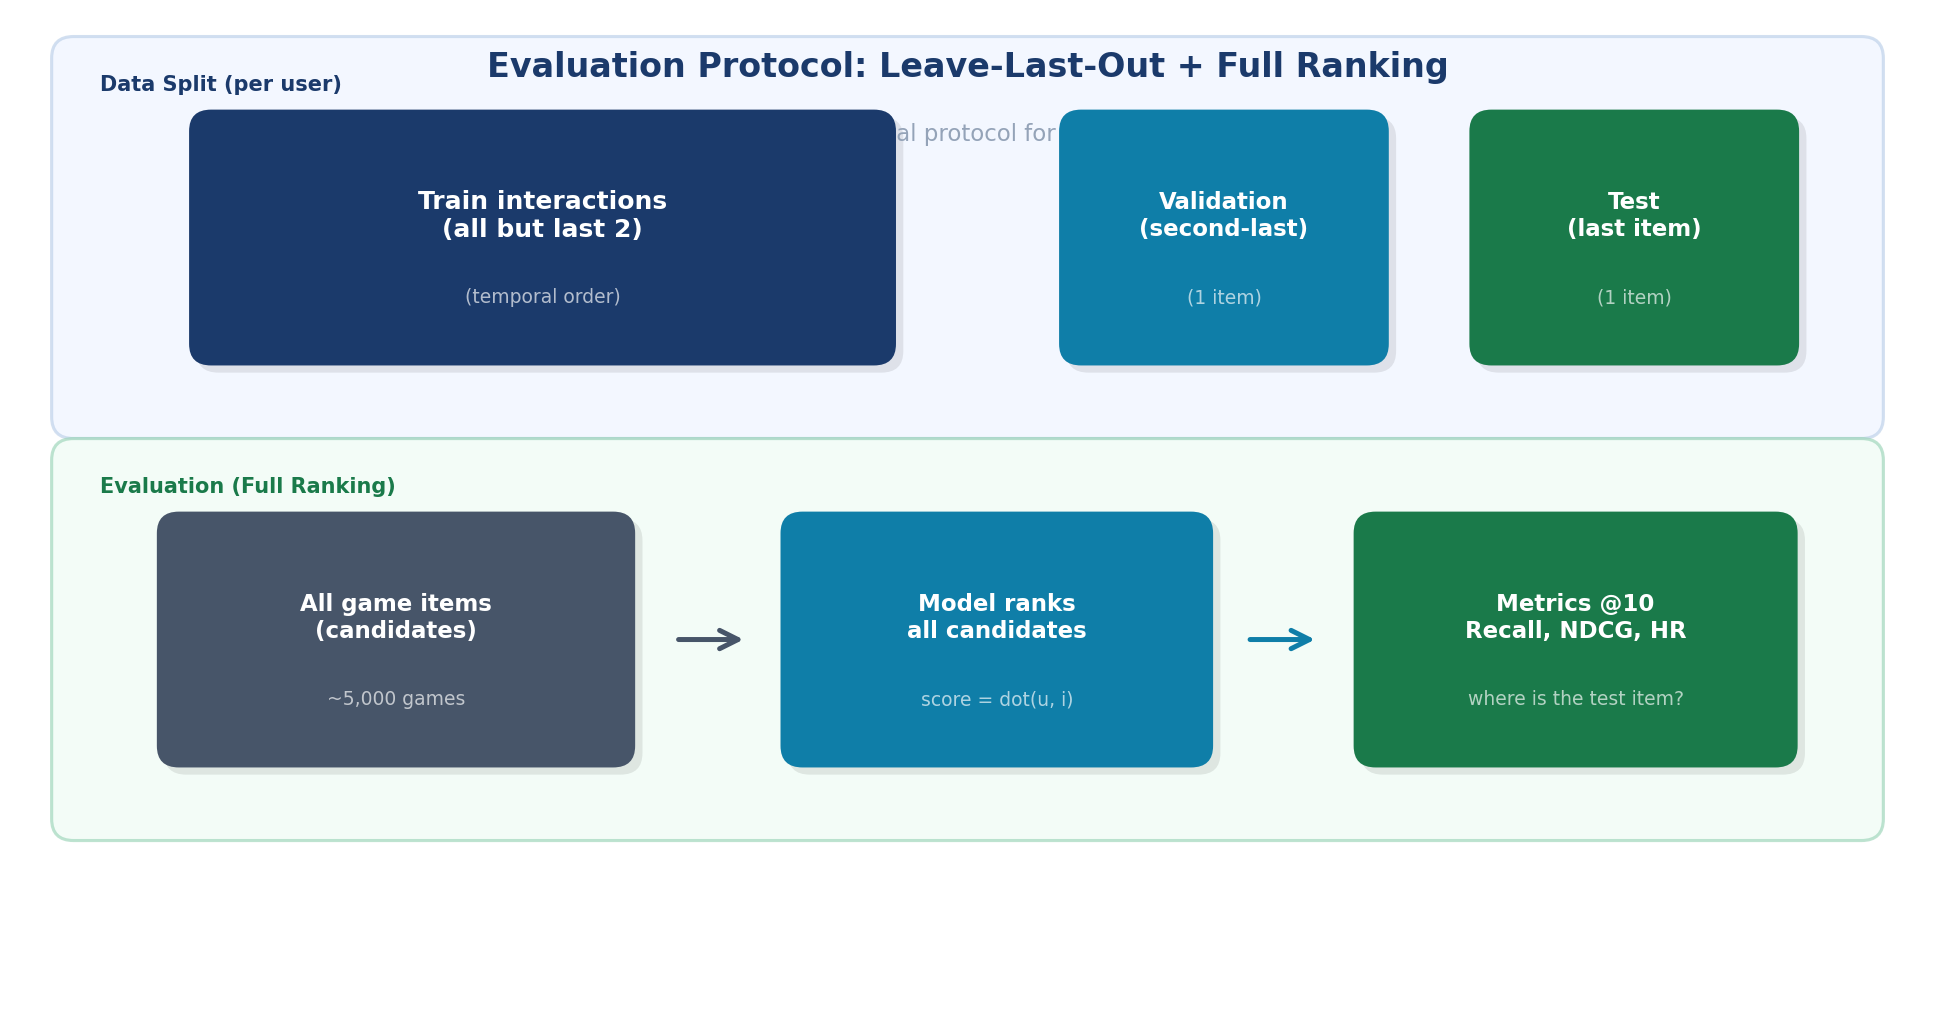 Evaluation Protocol: Leave-Last-Out + Full Ranking
Data Split (per user)
al protocol for
Train interactions
(all but last 2)
(temporal order)
Validation
(second-last)
(1 item)
Test
(last item)
(1 item)
Evaluation (Full Ranking)
All game items
(candidates)
~5,000 games
Model ranks
all candidates
score = dot(u, i)
Metrics @10
Recall, NDCG, HR
where is the test item?